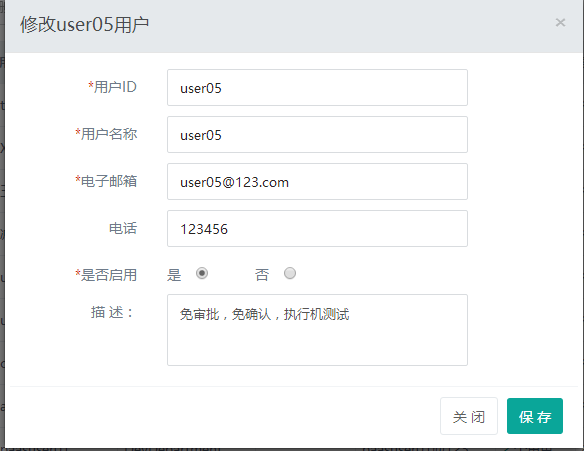 修改user05用户
×
*用户ID user05
*用户名称 user05
*电子邮箱 user05@123.com
电话 123456
*是否启用 是 否
描 述： 免审批，免确认，执行机测试
关 闭 保 存